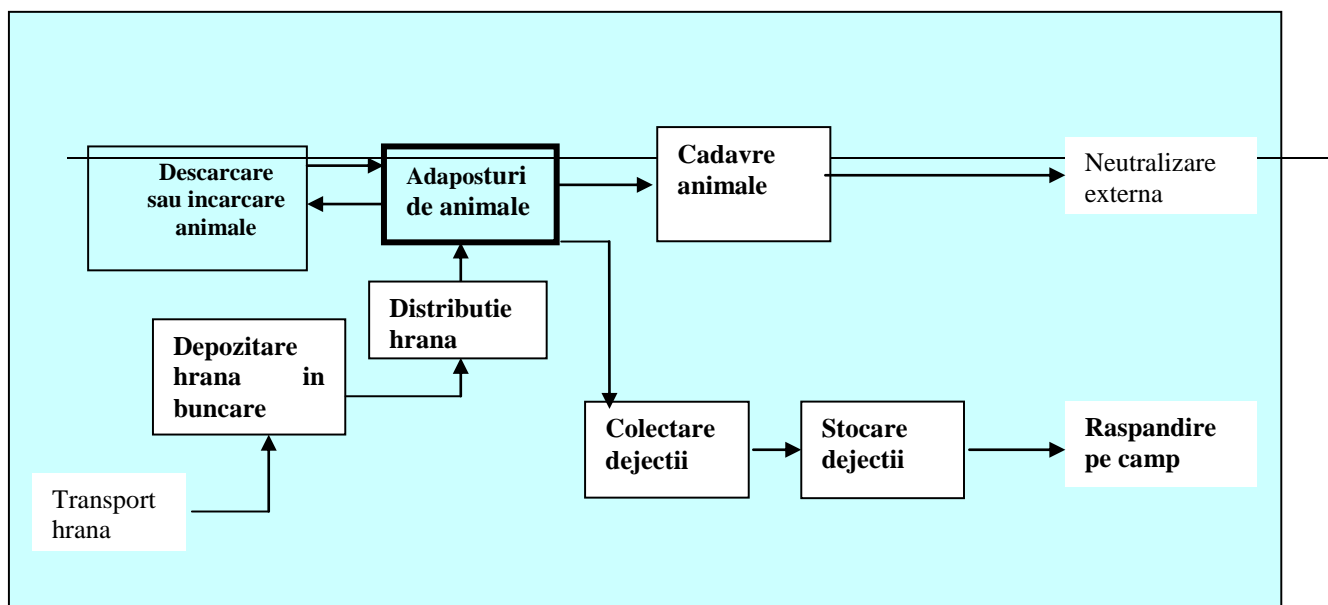 Descarcare
sau incarcare
animale
Adaposturi
de animale
Cadavre
animale
Neutralizare
externa
Distributie
hrana
Depozitare
hrana in
buncare
Transport
hrana
Colectare
dejectii
Stocare
dejectii
Raspandire
pe camp